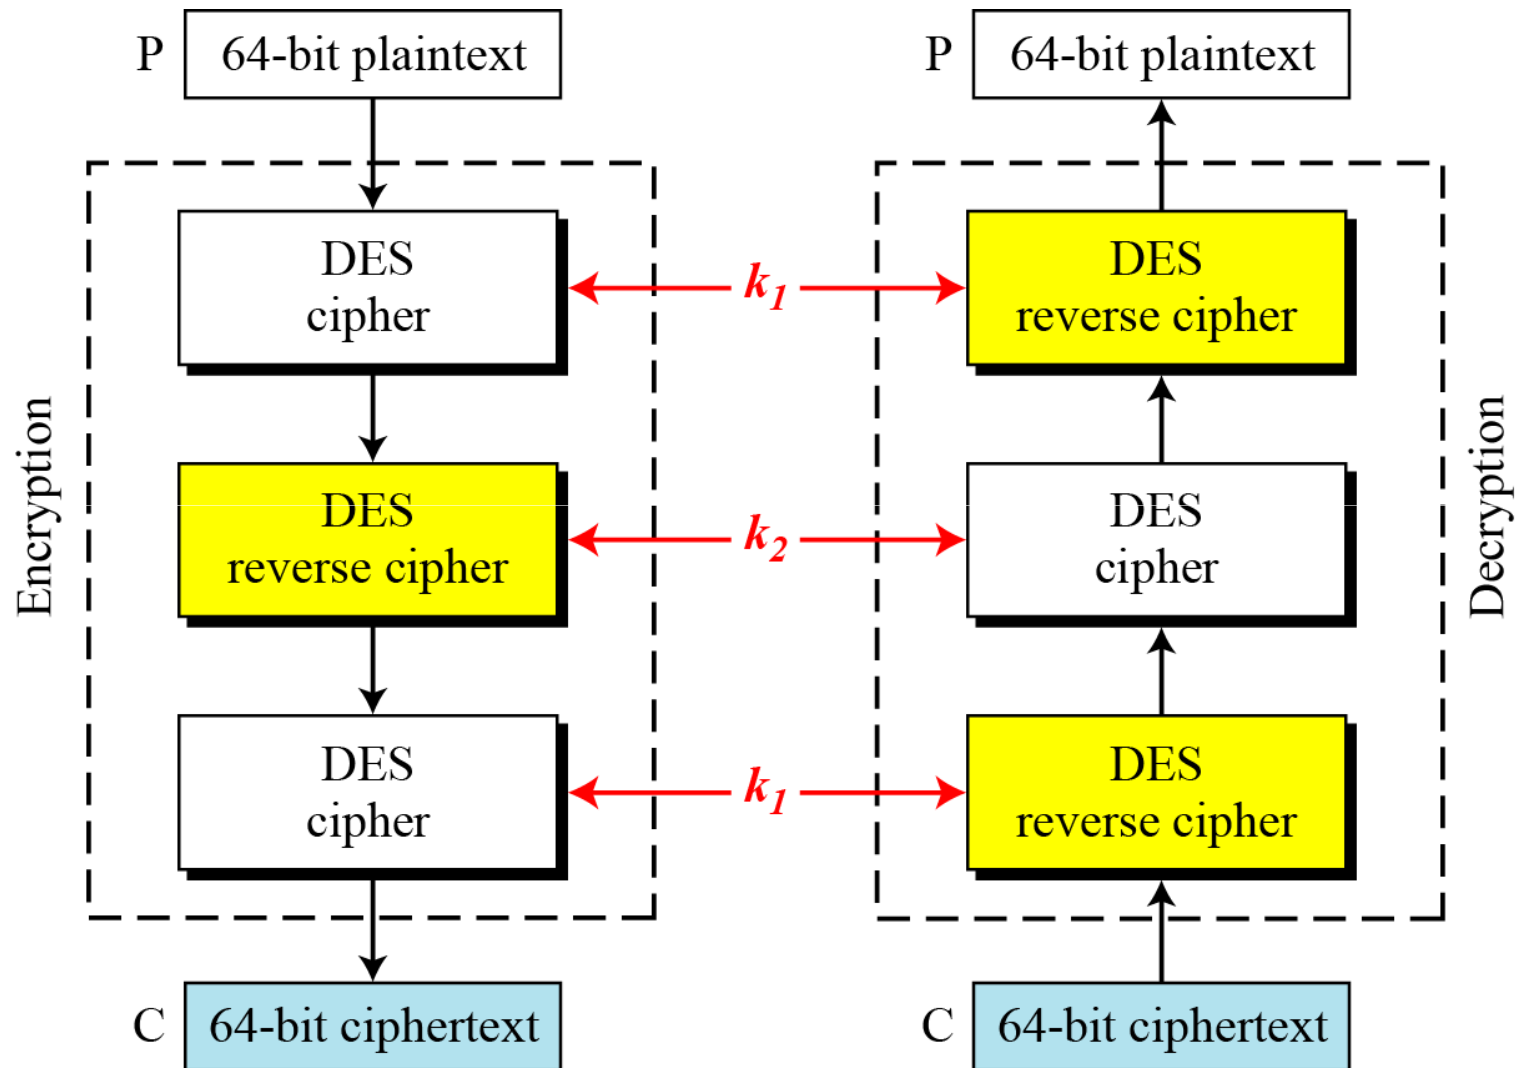 P 64-bit plaintext
DES
cipher
DES
reverse cipher
DES
cipher
C 64-bit ciphertext
Encryption
k1
k2
k1
P 64-bit plaintext
DES
reverse cipher
DES
cipher
DES
reverse cipher
C 64-bit ciphertext
Decryption